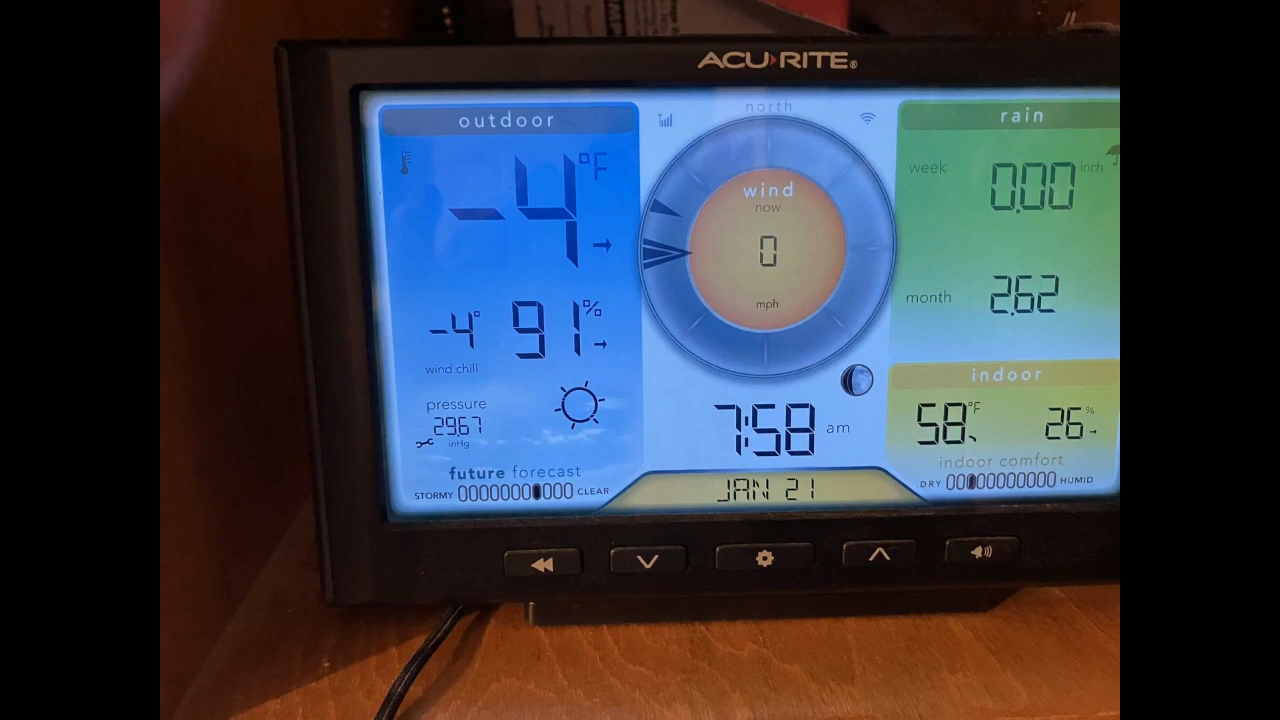 ACURITE®
outdoor
-4°F
-4° 91%
wind chill
pressure
29.67
inHg
future forecast
STORMY CLEAR
north
wind
now
0
mph
7:58 am
JAN 21
rain
week 0.00 inch
month 2.62
indoor
58°F 26%
indoor comfort
DRY HUMID